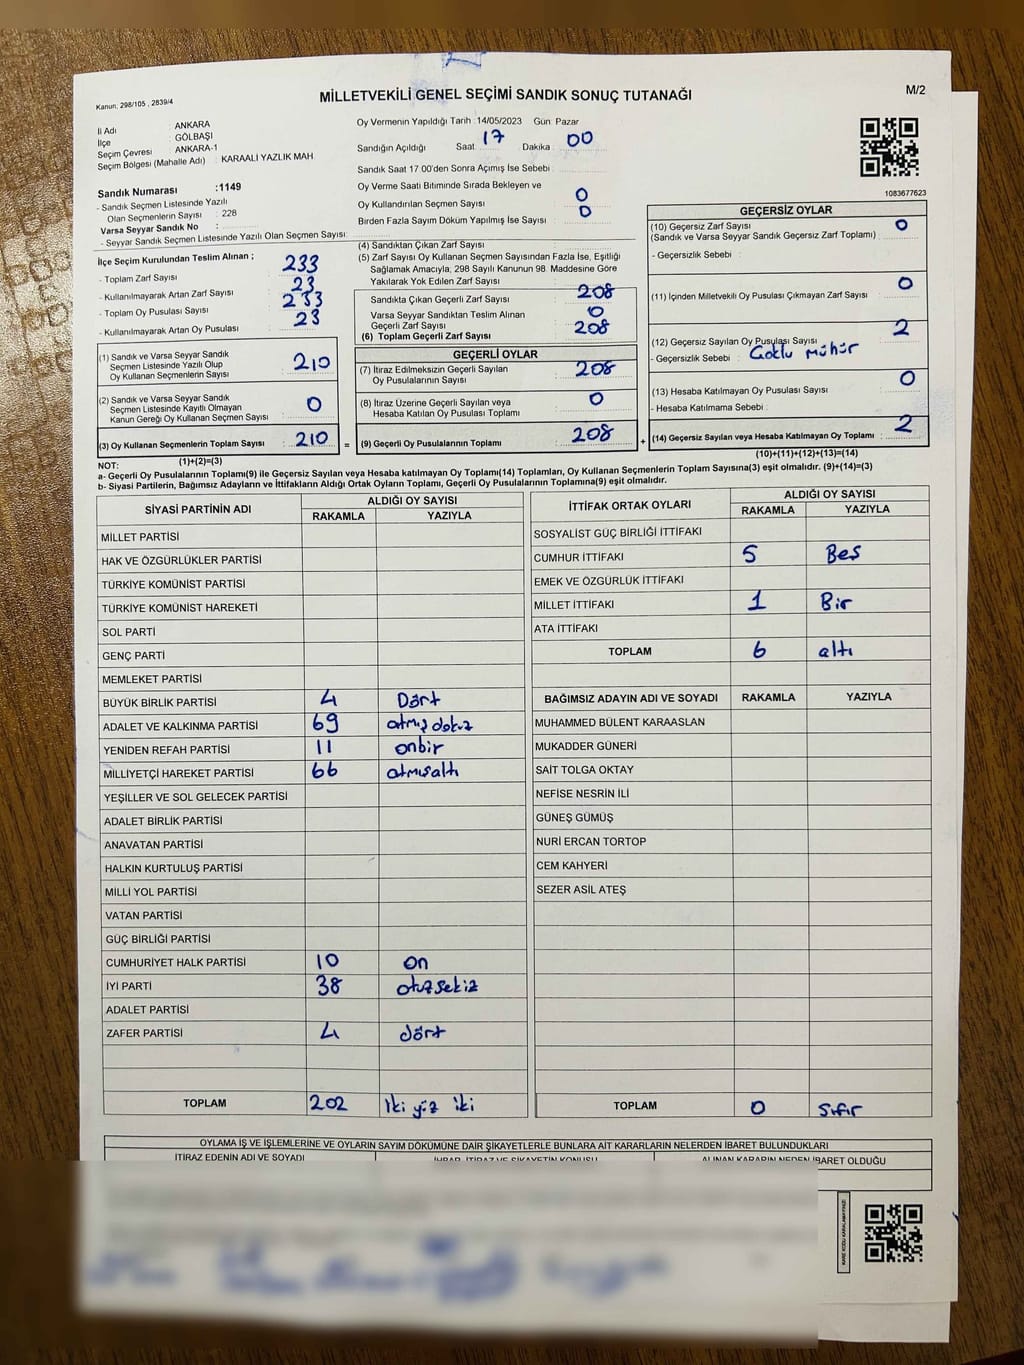 Kanun, 298/105 , 2839/4
MİLLETVEKİLİ GENEL SEÇİMİ SANDIK SONUÇ TUTANAĞI
M/2
İl Adı : ANKARA
İlçe : GÖLBAŞI
Seçim Çevresi : ANKARA-1
Seçim Bölgesi (Mahalle Adı) : KARAALİ YAZLIK MAH
Sandık Numarası :1149
- Sandık Seçmen Listesinde Yazılı
Olan Seçmenlerin Sayısı : 228
Varsa Seyyar Sandık No :
- Seyyar Sandık Seçmen Listesinde Yazılı Olan Seçmen Sayısı:
Oy Vermenin Yapıldığı Tarih :14/05/2023 Gün: Pazar
Sandığın Açıldığı Saat: 17 Dakika : 00
Sandık Saat 17 00'den Sonra Açımış İse Sebebi :
Oy Verme Saati Bitiminde Sırada Bekleyen ve
Oy Kullandırılan Seçmen Sayısı : 0
Birden Fazla Sayım Döküm Yapılmış İse Sayısı : 0
1083677623
İlçe Seçim Kurulundan Teslim Alınan ;
- Toplam Zarf Sayısı : 233
- Kullanılmayarak Artan Zarf Sayısı : 23
- Toplam Oy Pusulası Sayısı : 233
- Kullanılmayarak Artan Oy Pusulası : 23
(1) Sandık ve Varsa Seyyar Sandık
Seçmen Listesinde Yazılı Olup
Oy Kullanan Seçmenlerin Sayısı : 210
(2) Sandık ve Varsa Seyyar Sandık
Seçmen Listesinde Kayıtlı Olmayan
Kanun Gereği Oy Kullanan Seçmen Sayısı : 0
(3) Oy Kullanan Seçmenlerin Toplam Sayısı : 210 =
(1)+(2)=(3)
(4) Sandıktan Çıkan Zarf Sayısı :
(5) Zarf Sayısı Oy Kullanan Seçmen Sayısından Fazla İse, Eşitliği
Sağlamak Amacıyla, 298 Sayılı Kanunun 98. Maddesine Göre
Yakılarak Yok Edilen Zarf Sayısı :
Sandıkta Çıkan Geçerli Zarf Sayısı : 208
Varsa Seyyar Sandıktan Teslim Alınan
Geçerli Zarf Sayısı : 0
(6) Toplam Geçerli Zarf Sayısı : 208
GEÇERLİ OYLAR
(7) İtiraz Edilmeksizin Geçerli Sayılan
Oy Pusulalarının Sayısı : 208
(8) İtiraz Üzerine Geçerli Sayılan veya
Hesaba Katılan Oy Pusulası Toplamı : 0
(9) Geçerli Oy Pusulalarının Toplamı : 208 +
GEÇERSİZ OYLAR
(10) Geçersiz Zarf Sayısı
(Sandık ve Varsa Seyyar Sandık Geçersiz Zarf Toplamı) : 0
- Geçersizlik Sebebi :
(11) İçinden Milletvekili Oy Pusulası Çıkmayan Zarf Sayısı : 0
(12) Geçersiz Sayılan Oy Pusulası Sayısı : 2
- Geçersizlik Sebebi : Çoklu Mühür
(13) Hesaba Katılmayan Oy Pusulası Sayısı : 0
- Hesaba Katılmama Sebebi :
(14) Geçersiz Sayılan veya Hesaba Katılmayan Oy Toplamı : 2
(10)+(11)+(12)+(13)=(14)
NOT:
a- Geçerli Oy Pusulalarının Toplamı(9) ile Geçersiz Sayılan veya Hesaba katılmayan Oy Toplamı(14) Toplamları, Oy Kullanan Seçmenlerin Toplam Sayısına(3) eşit olmalıdır. (9)+(14)=(3)
b- Siyasi Partilerin, Bağımsız Adayların ve İttifakların Aldığı Oyların Toplamı, Geçerli Oy Pusulalarının Toplamına(9) eşit olmalıdır.
SİYASİ PARTİNİN ADI ALDIĞI OY SAYISI
RAKAMLA YAZIYLA
MİLLET PARTİSİ
HAK VE ÖZGÜRLÜKLER PARTİSİ
TÜRKİYE KOMÜNİST PARTİSİ
TÜRKİYE KOMÜNİST HAREKETİ
SOL PARTİ
GENÇ PARTİ
MEMLEKET PARTİSİ
BÜYÜK BİRLİK PARTİSİ 4 Dört
ADALET VE KALKINMA PARTİSİ 69 atmış dokuz
YENİDEN REFAH PARTİSİ 11 onbir
MİLLİYETÇİ HAREKET PARTİSİ 66 atmışaltı
YEŞİLLER VE SOL GELECEK PARTİSİ
ADALET BİRLİK PARTİSİ
ANAVATAN PARTİSİ
HALKIN KURTULUŞ PARTİSİ
MİLLİ YOL PARTİSİ
VATAN PARTİSİ
GÜÇ BİRLİĞİ PARTİSİ
CUMHURİYET HALK PARTİSİ 10 on
İYİ PARTİ 38 otuzsekiz
ADALET PARTİSİ
ZAFER PARTİSİ 4 dört
TOPLAM 202 İki yüz iki
İTTİFAK ORTAK OYLARI ALDIĞI OY SAYISI
RAKAMLA YAZIYLA
SOSYALİST GÜÇ BİRLİĞİ İTTİFAKI
CUMHUR İTTİFAKI 5 Beş
EMEK VE ÖZGÜRLÜK İTTİFAKI
MİLLET İTTİFAKI 1 Bir
ATA İTTİFAKI
TOPLAM 6 altı
BAĞIMSIZ ADAYIN ADI VE SOYADI RAKAMLA YAZIYLA
MUHAMMED BÜLENT KARAASLAN
MUKADDER GÜNERİ
SAİT TOLGA OKTAY
NEFİSE NESRİN İLİ
GÜNEŞ GÜMÜŞ
NURİ ERCAN TORTOP
CEM KAHYERİ
SEZER ASİL ATEŞ
TOPLAM 0 Sıfır
OYLAMA İŞ VE İŞLEMLERİNE VE OYLARIN SAYIM DÖKÜMÜNE DAİR ŞİKAYETLERLE BUNLARA AİT KARARLARIN NELERDEN İBARET BULUNDUKLARI
İTİRAZ EDENİN ADI VE SOYADI İHBAR, İTİRAZ VE ŞİKAYETİN KONUSU ALINAN KARARIN NEDEN İBARET OLDUĞU